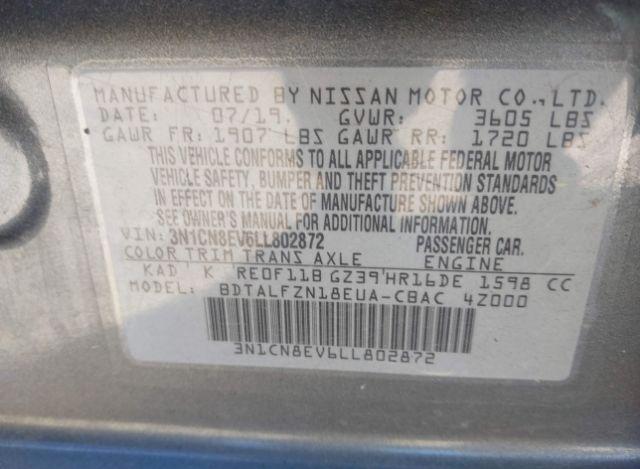 MANUFACTURED BY NISSAN MOTOR CO.,LTD.
DATE: 07/19. GVWR: 3605 LBS
GAWR FR: 1907 LBS GAWR RR: 1720 LBS
THIS VEHICLE CONFORMS TO ALL APPLICABLE FEDERAL MOTOR
VEHICLE SAFETY, BUMPER AND THEFT PREVENTION STANDARDS
IN EFFECT ON THE DATE OF MANUFACTURE SHOWN ABOVE.
SEE OWNER'S MANUAL FOR ADDITIONAL INFORMATION.
VIN: 3N1CN8EV6LL802872 PASSENGER CAR.
COLOR TRIM TRANS AXLE ENGINE
KAD K RE0F11B GZ39 HR16DE 1598 CC
MODEL: BDTALFZN18EUA-CBAC 4Z000
3N1CN8EV6LL802872